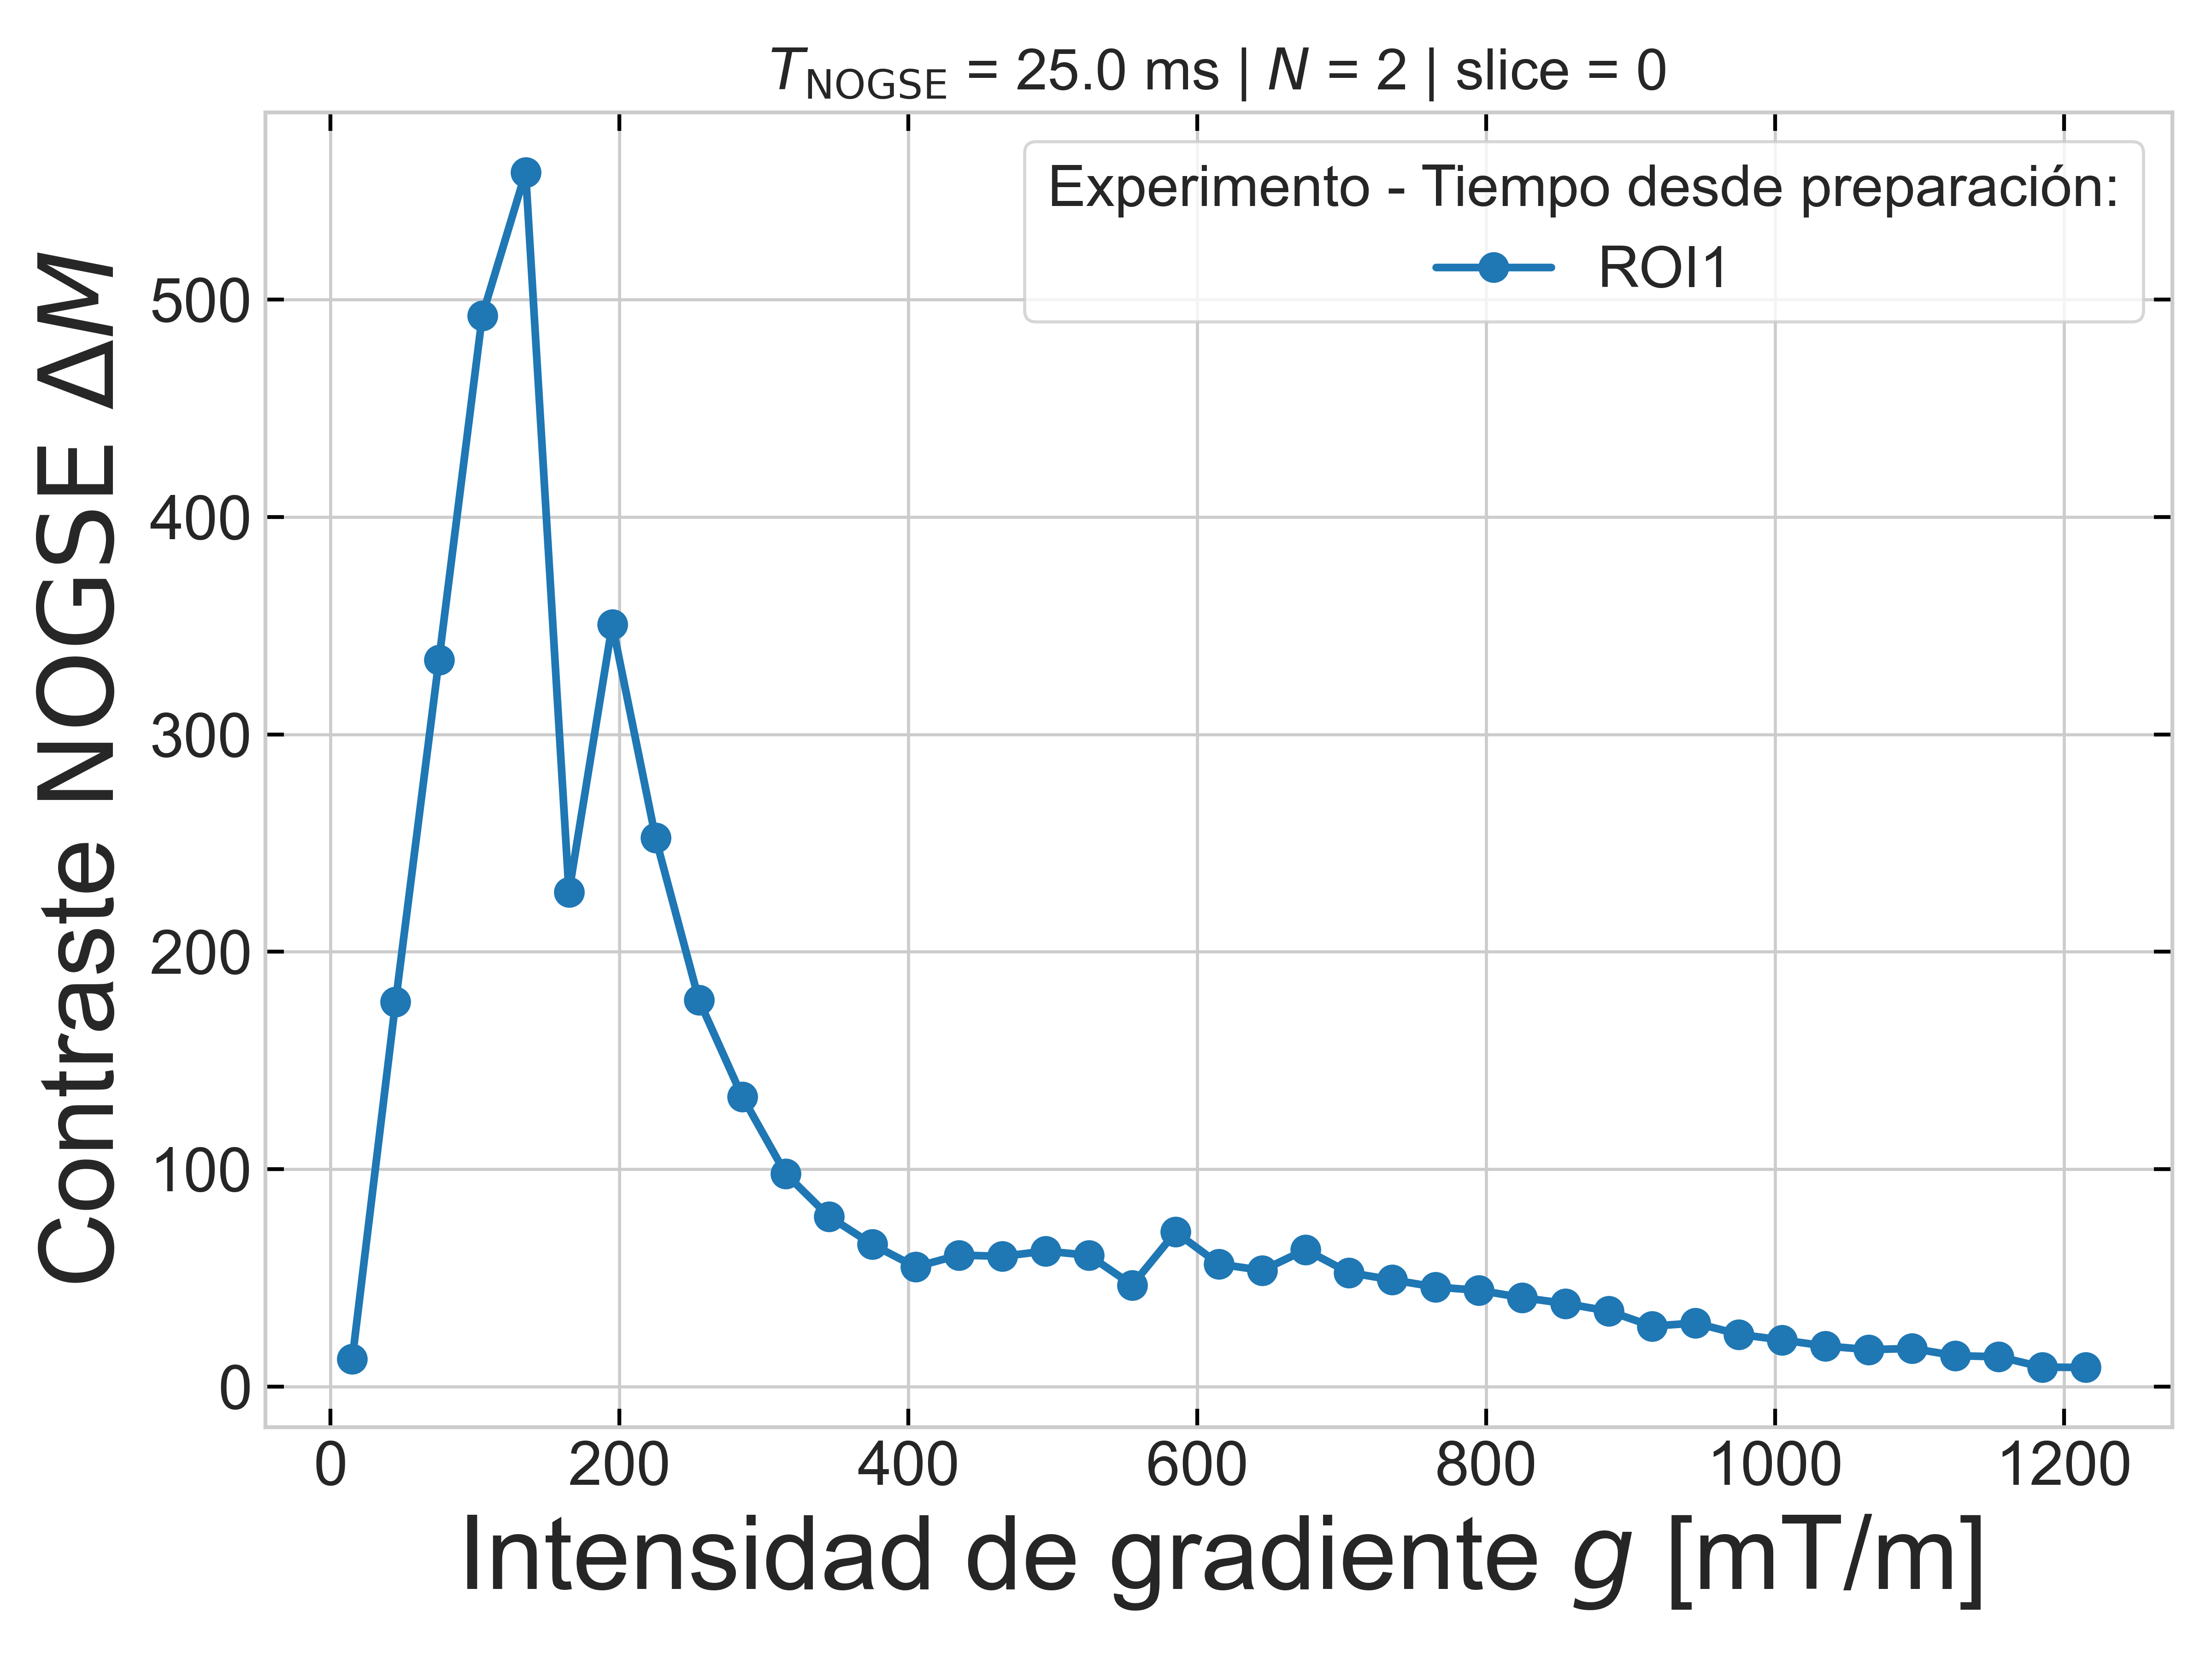 T_NOGSE = 25.0 ms | N = 2 | slice = 0
Experimento - Tiempo desde preparación:
ROI1
Contraste NOGSE ΔM
500
400
300
200
100
0
0 200 400 600 800 1000 1200
Intensidad de gradiente g [mT/m]